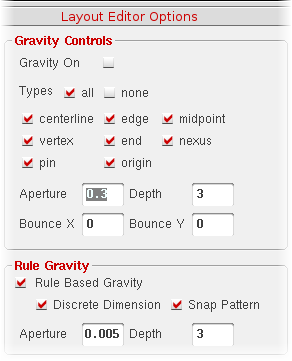 Layout Editor Options
Gravity Controls
Gravity On
Types all none
centerline edge midpoint
vertex end nexus
pin origin
Aperture 0.3 Depth 3
Bounce X 0 Bounce Y 0
Rule Gravity
Rule Based Gravity
Discrete Dimension Snap Pattern
Aperture 0.005 Depth 3